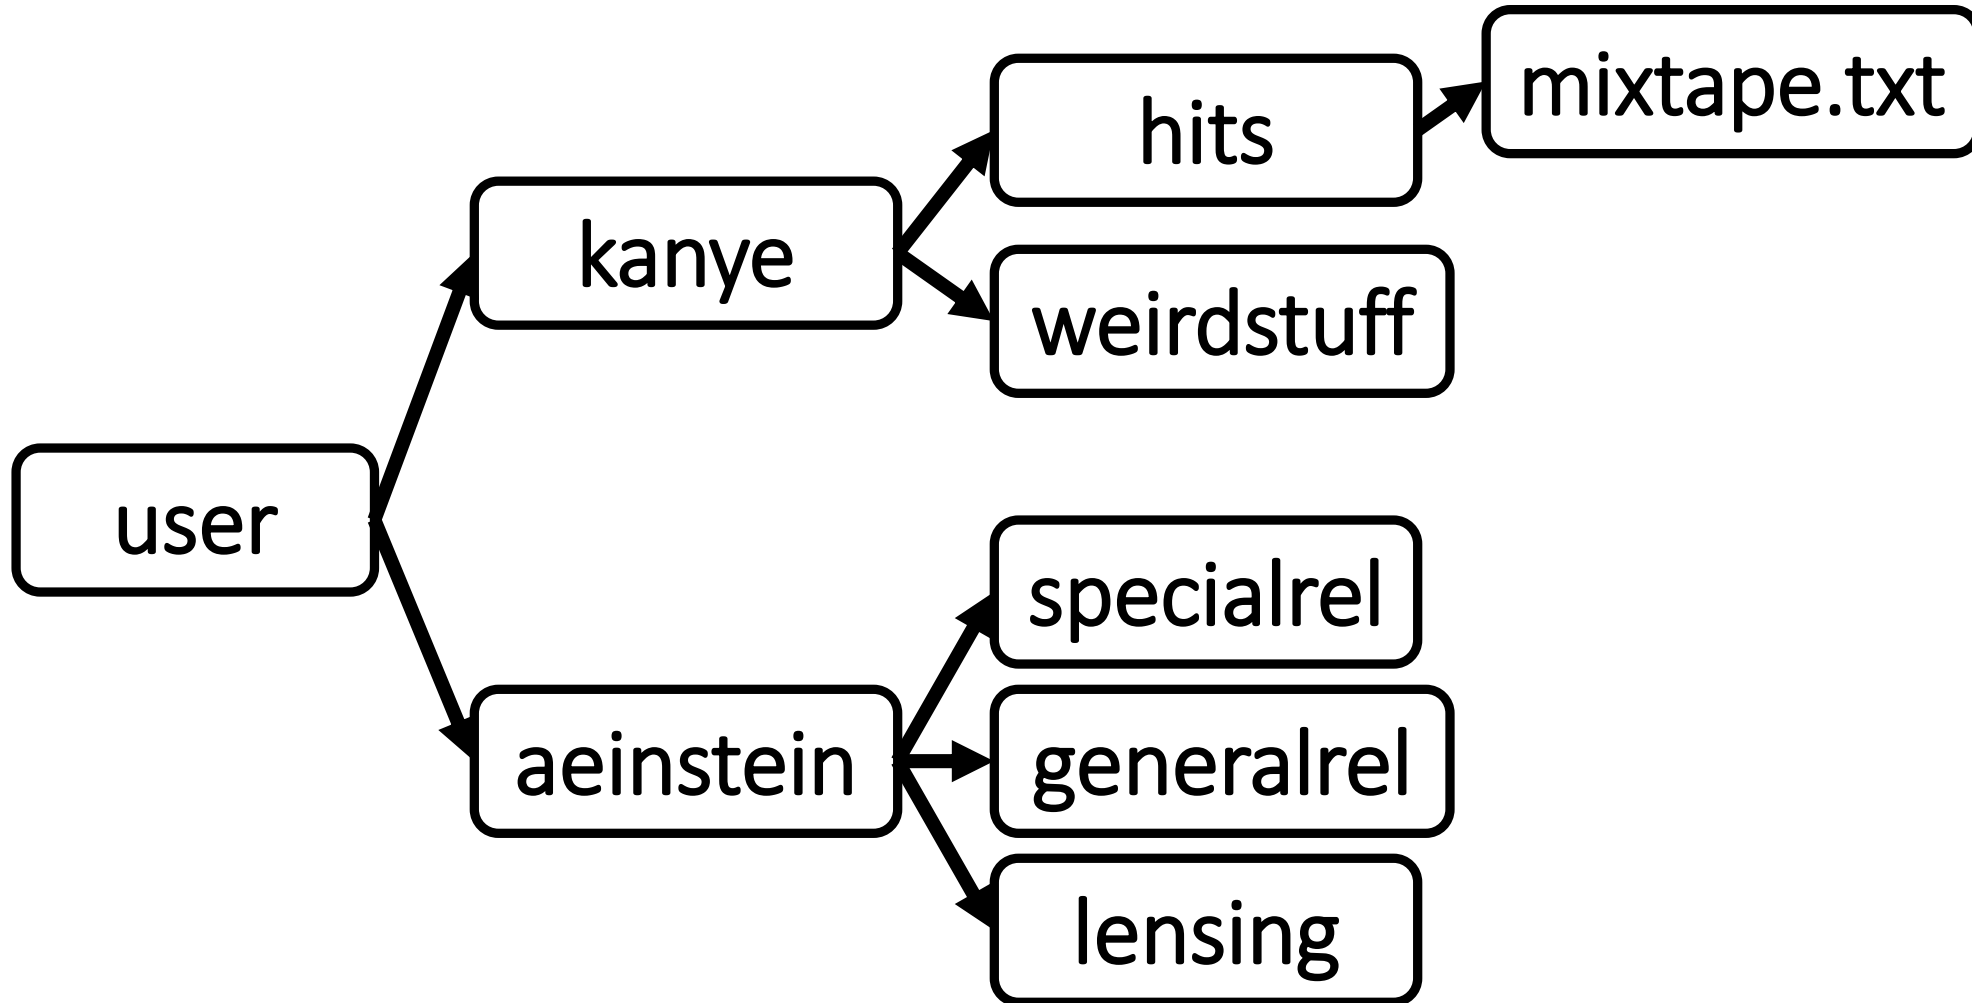 mixtape.txt
hits
kanye
weirdstuff
user
specialrel
aeinstein
generalrel
lensing